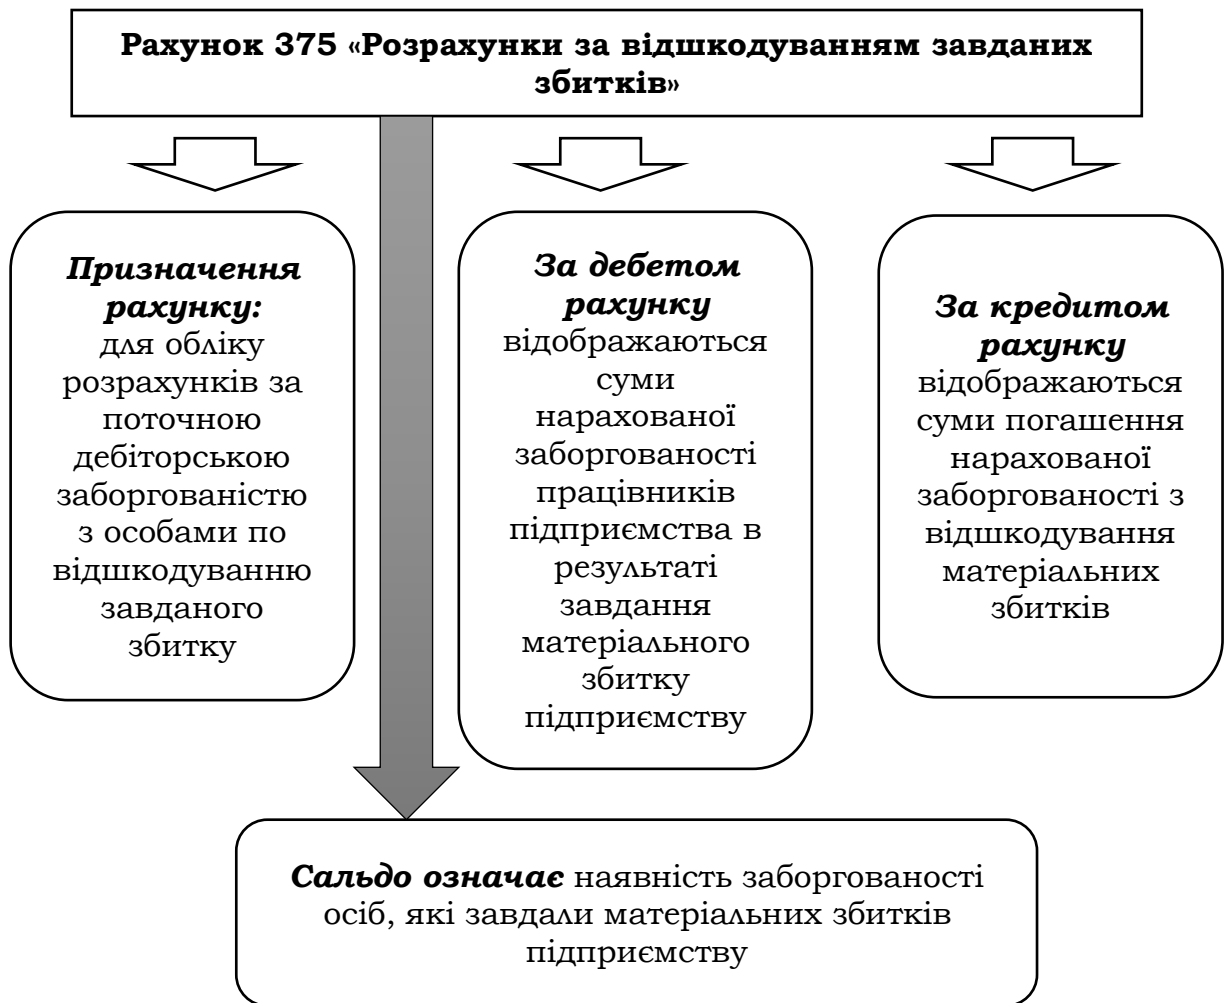 Рахунок 375 «Розрахунки за відшкодуванням завданих
збитків»
Призначення
рахунку:
для обліку
розрахунків за
поточною
дебіторською
заборгованістю
з особами по
відшкодуванню
завданого
збитку
За дебетом
рахунку
відображаються
суми
нарахованої
заборгованості
працівників
підприємства в
результаті
завдання
матеріального
збитку
підприємству
За кредитом
рахунку
відображаються
суми погашення
нарахованої
заборгованості з
відшкодування
матеріальних
збитків
Сальдо означає наявність заборгованості
осіб, які завдали матеріальних збитків
підприємству